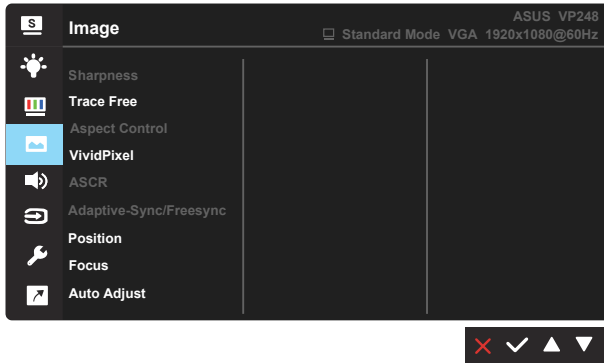 S
Image
ASUS VP248
Standard Mode VGA 1920x1080@60Hz
Sharpness
Trace Free
Aspect Control
VividPixel
ASCR
Adaptive-Sync/Freesync
Position
Focus
Auto Adjust